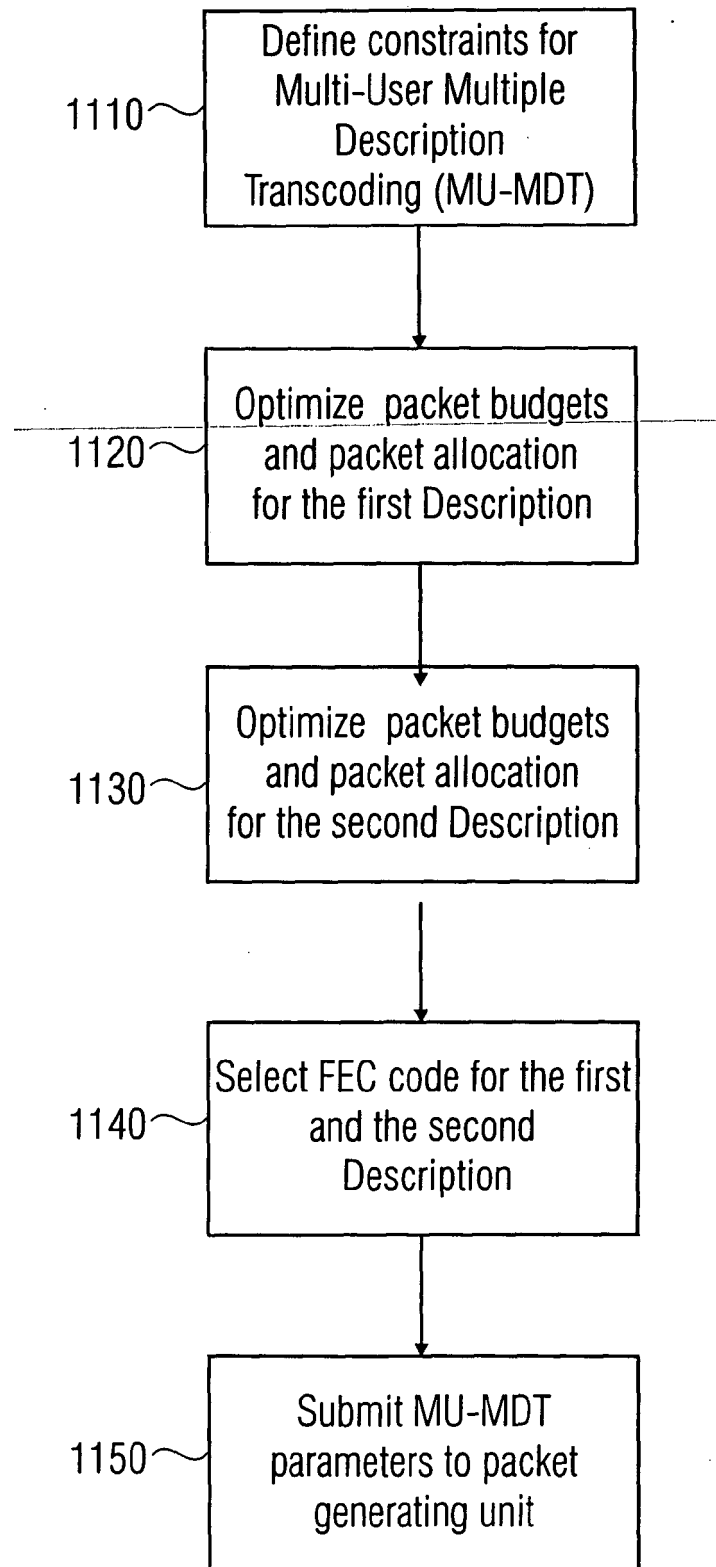 Define constraints for
Multi-User Multiple
Description
Transcoding (MU-MDT)
1110
Optimize packet budgets
and packet allocation
for the first Description
1120
Optimize packet budgets
and packet allocation
for the second Description
1130
Select FEC code for the first
and the second
Description
1140
Submit MU-MDT
parameters to packet
generating unit
1150